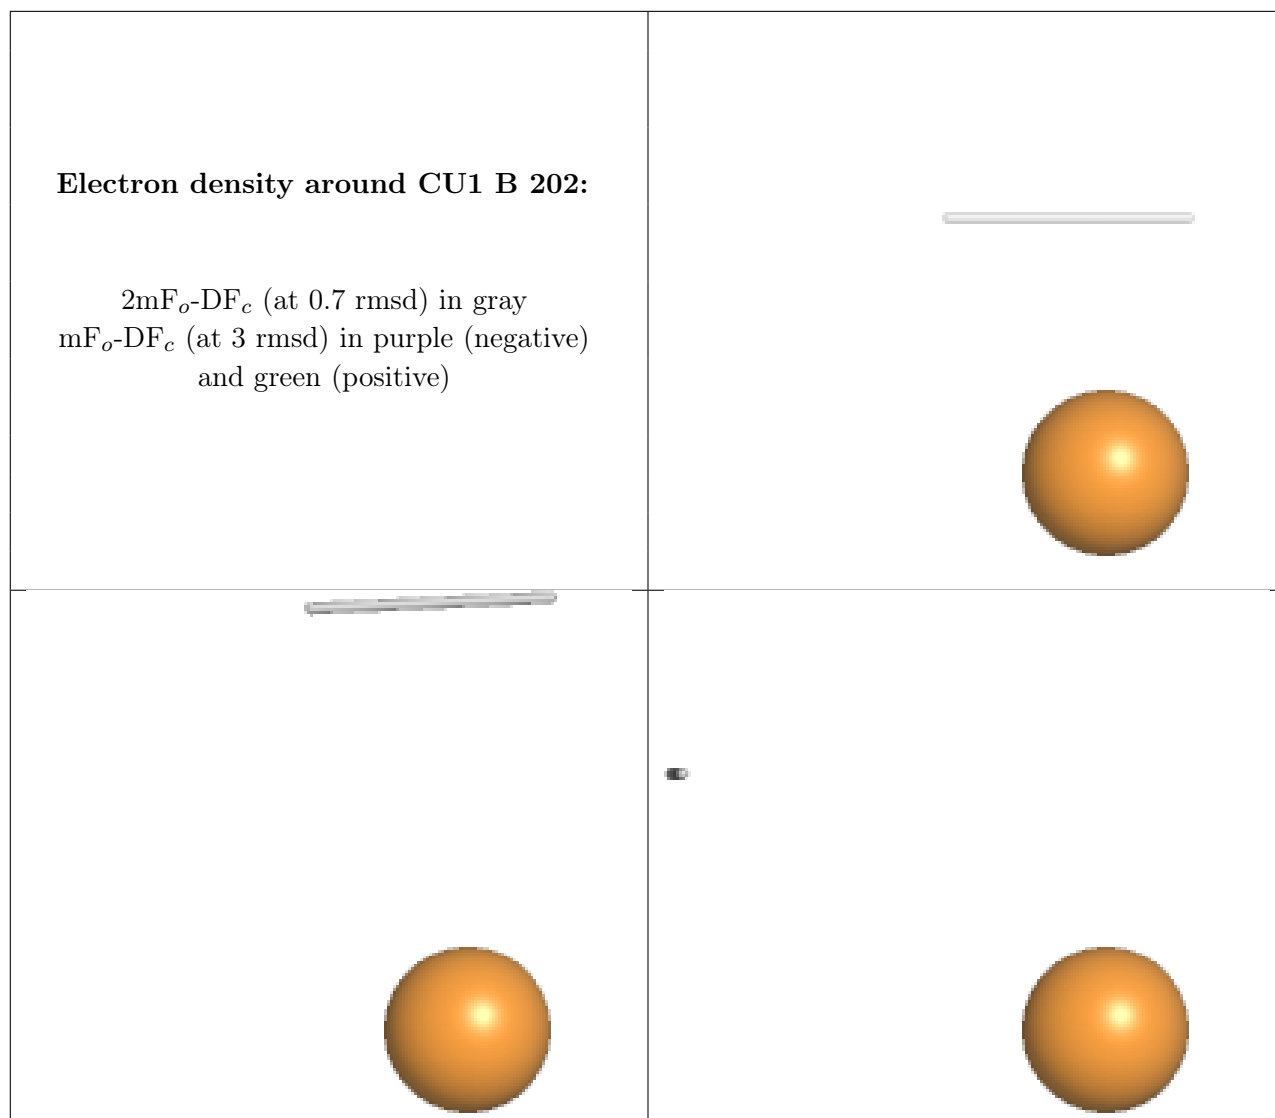 Electron density around CU1 B 202:
2mFo-DFc (at 0.7 rmsd) in gray
mFo-DFc (at 3 rmsd) in purple (negative)
and green (positive)